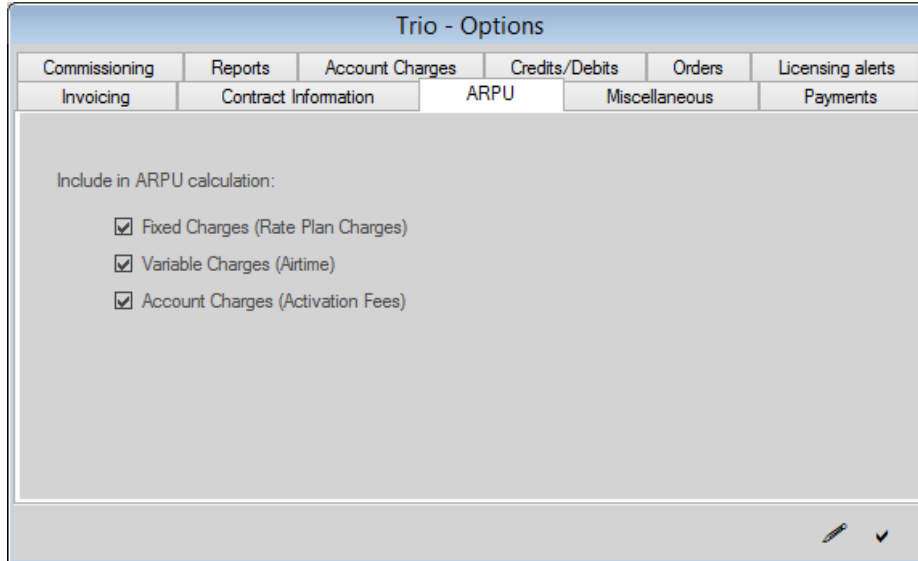 Trio - Options
Commissioning Reports Account Charges Credits/Debits Orders Licensing alerts
Invoicing Contract Information ARPU Miscellaneous Payments
Include in ARPU calculation:
Fixed Charges (Rate Plan Charges)
Variable Charges (Airtime)
Account Charges (Activation Fees)